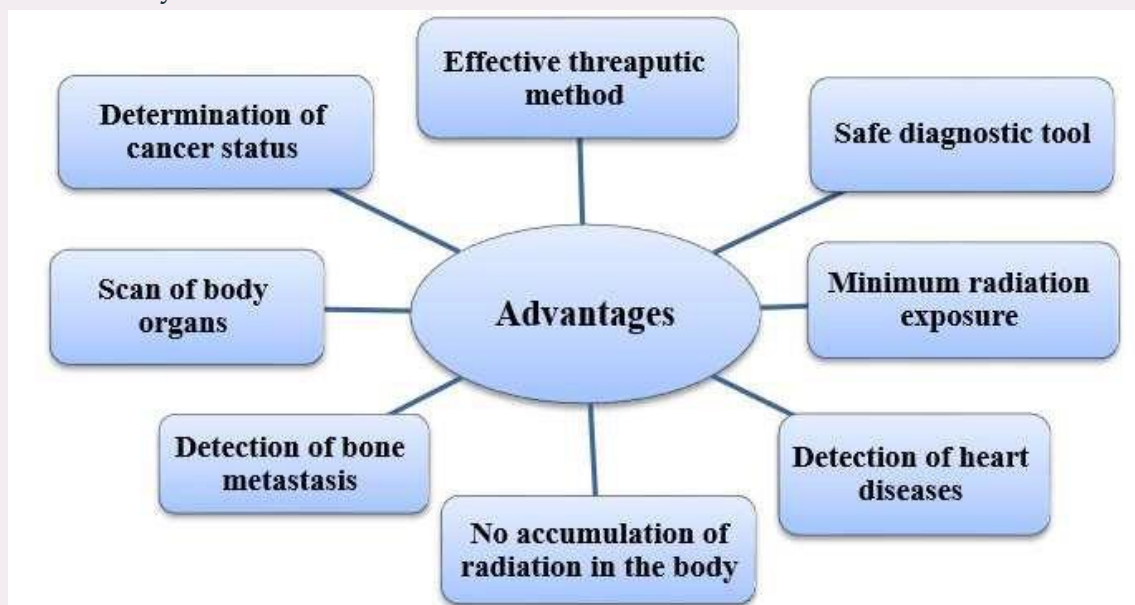 Effective threaputic
method
Determination of
cancer status
Safe diagnostic tool
Scan of body
organs
Advantages
Minimum radiation
exposure
Detection of bone
metastasis
Detection of heart
diseases
No accumulation of
radiation in the body